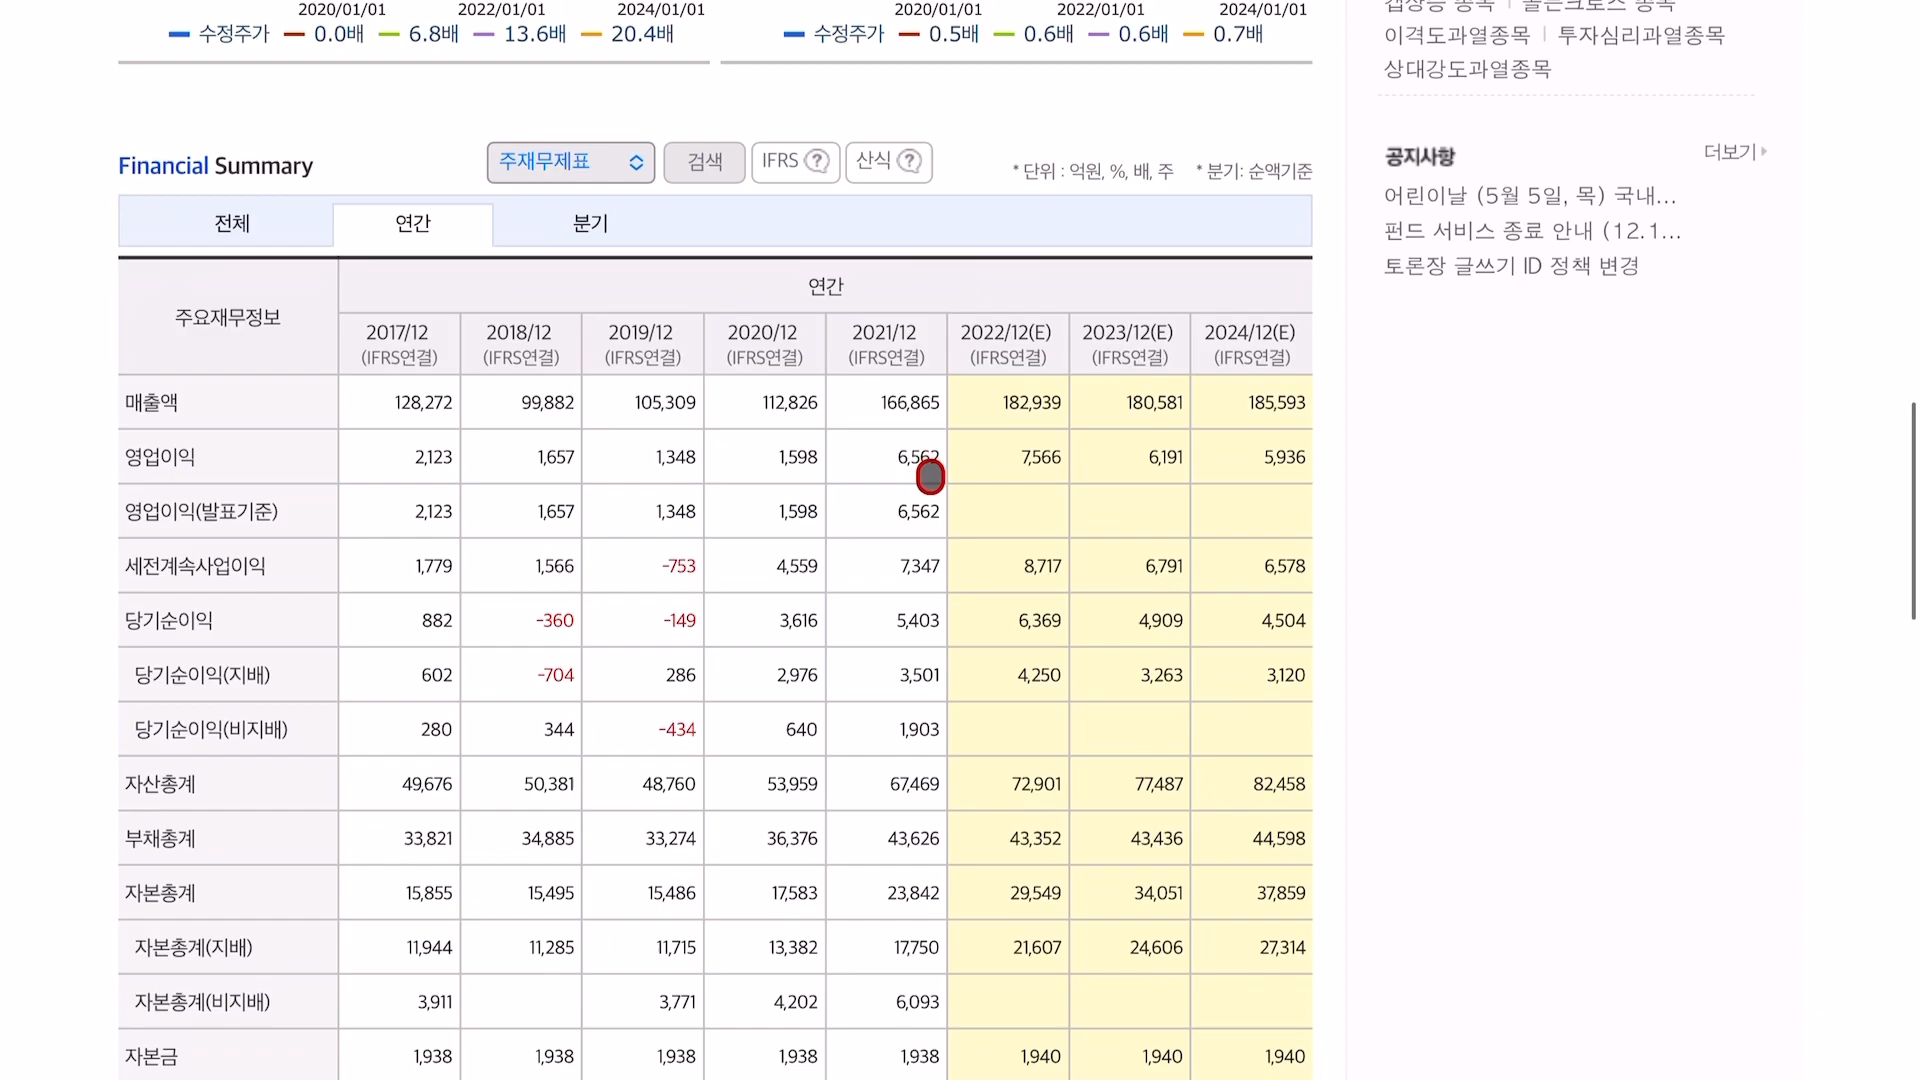 2020/01/01 2022/01/01 2024/01/01
수정주가 0.0배 6.8배 13.6배 20.4배
2020/01/01 2022/01/01 2024/01/01
수정주가 0.5배 0.6배 0.6배 0.7배
갭상승 종목 골든크로스 종목
이격도과열종목 투자심리과열종목
상대강도과열종목
Financial Summary 주재무제표 검색 IFRS ? 산식 ? * 단위 : 억원, %, 배, 주 * 분기: 순액기준
공지사항 더보기
어린이날 (5월 5일, 목) 국내...
펀드 서비스 종료 안내 (12.1...
토론장 글쓰기 ID 정책 변경
전체 연간 분기
주요재무정보 연간
2017/12 2018/12 2019/12 2020/12 2021/12 2022/12(E) 2023/12(E) 2024/12(E)
(IFRS연결) (IFRS연결) (IFRS연결) (IFRS연결) (IFRS연결) (IFRS연결) (IFRS연결) (IFRS연결)
매출액 128,272 99,882 105,309 112,826 166,865 182,939 180,581 185,593
영업이익 2,123 1,657 1,348 1,598 6,562 7,566 6,191 5,936
영업이익(발표기준) 2,123 1,657 1,348 1,598 6,562
세전계속사업이익 1,779 1,566 -753 4,559 7,347 8,717 6,791 6,578
당기순이익 882 -360 -149 3,616 5,403 6,369 4,909 4,504
당기순이익(지배) 602 -704 286 2,976 3,501 4,250 3,263 3,120
당기순이익(비지배) 280 344 -434 640 1,903
자산총계 49,676 50,381 48,760 53,959 67,469 72,901 77,487 82,458
부채총계 33,821 34,885 33,274 36,376 43,626 43,352 43,436 44,598
자본총계 15,855 15,495 15,486 17,583 23,842 29,549 34,051 37,859
자본총계(지배) 11,944 11,285 11,715 13,382 17,750 21,607 24,606 27,314
자본총계(비지배) 3,911 3,771 4,202 6,093
자본금 1,938 1,938 1,938 1,938 1,938 1,940 1,940 1,940